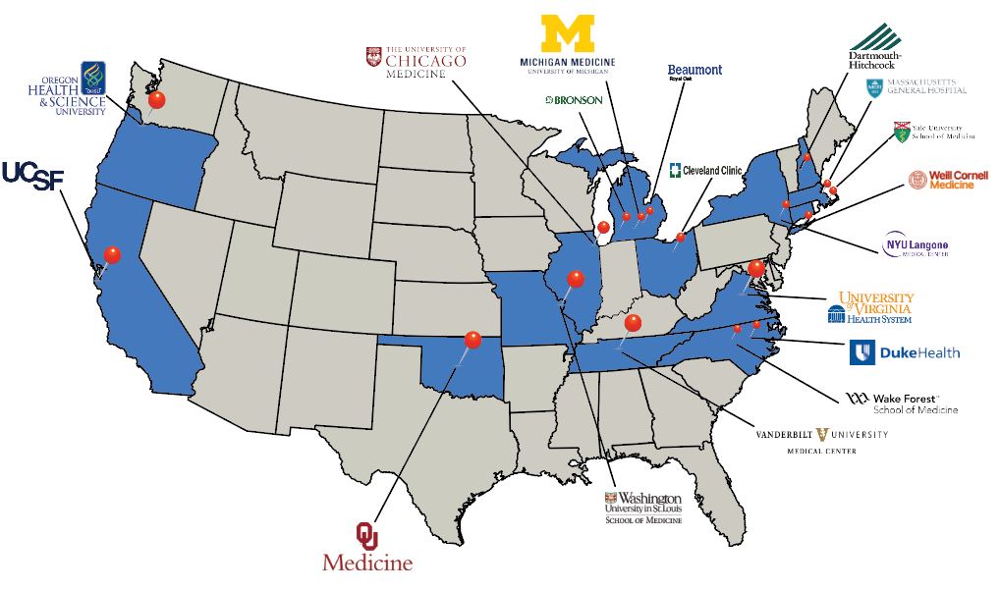 OREGON
HEALTH
& SCIENCE
UNIVERSITY
OHSU
UCSF
THE UNIVERSITY OF
CHICAGO
MEDICINE
M
MICHIGAN MEDICINE
UNIVERSITY OF MICHIGAN
BRONSON
Beaumont
Royal Oak
Cleveland Clinic
Dartmouth-
Hitchcock
MASSACHUSETTS
GENERAL HOSPITAL
Yale University
School of Medicine
Weill Cornell
Medicine
NYU Langone
MEDICAL CENTER
UNIVERSITY
of VIRGINIA
HEALTH SYSTEM
DukeHealth
Wake Forest™
School of Medicine
VANDERBILT V UNIVERSITY
MEDICAL CENTER
Washington
University in St. Louis
SCHOOL OF MEDICINE
OU
Medicine